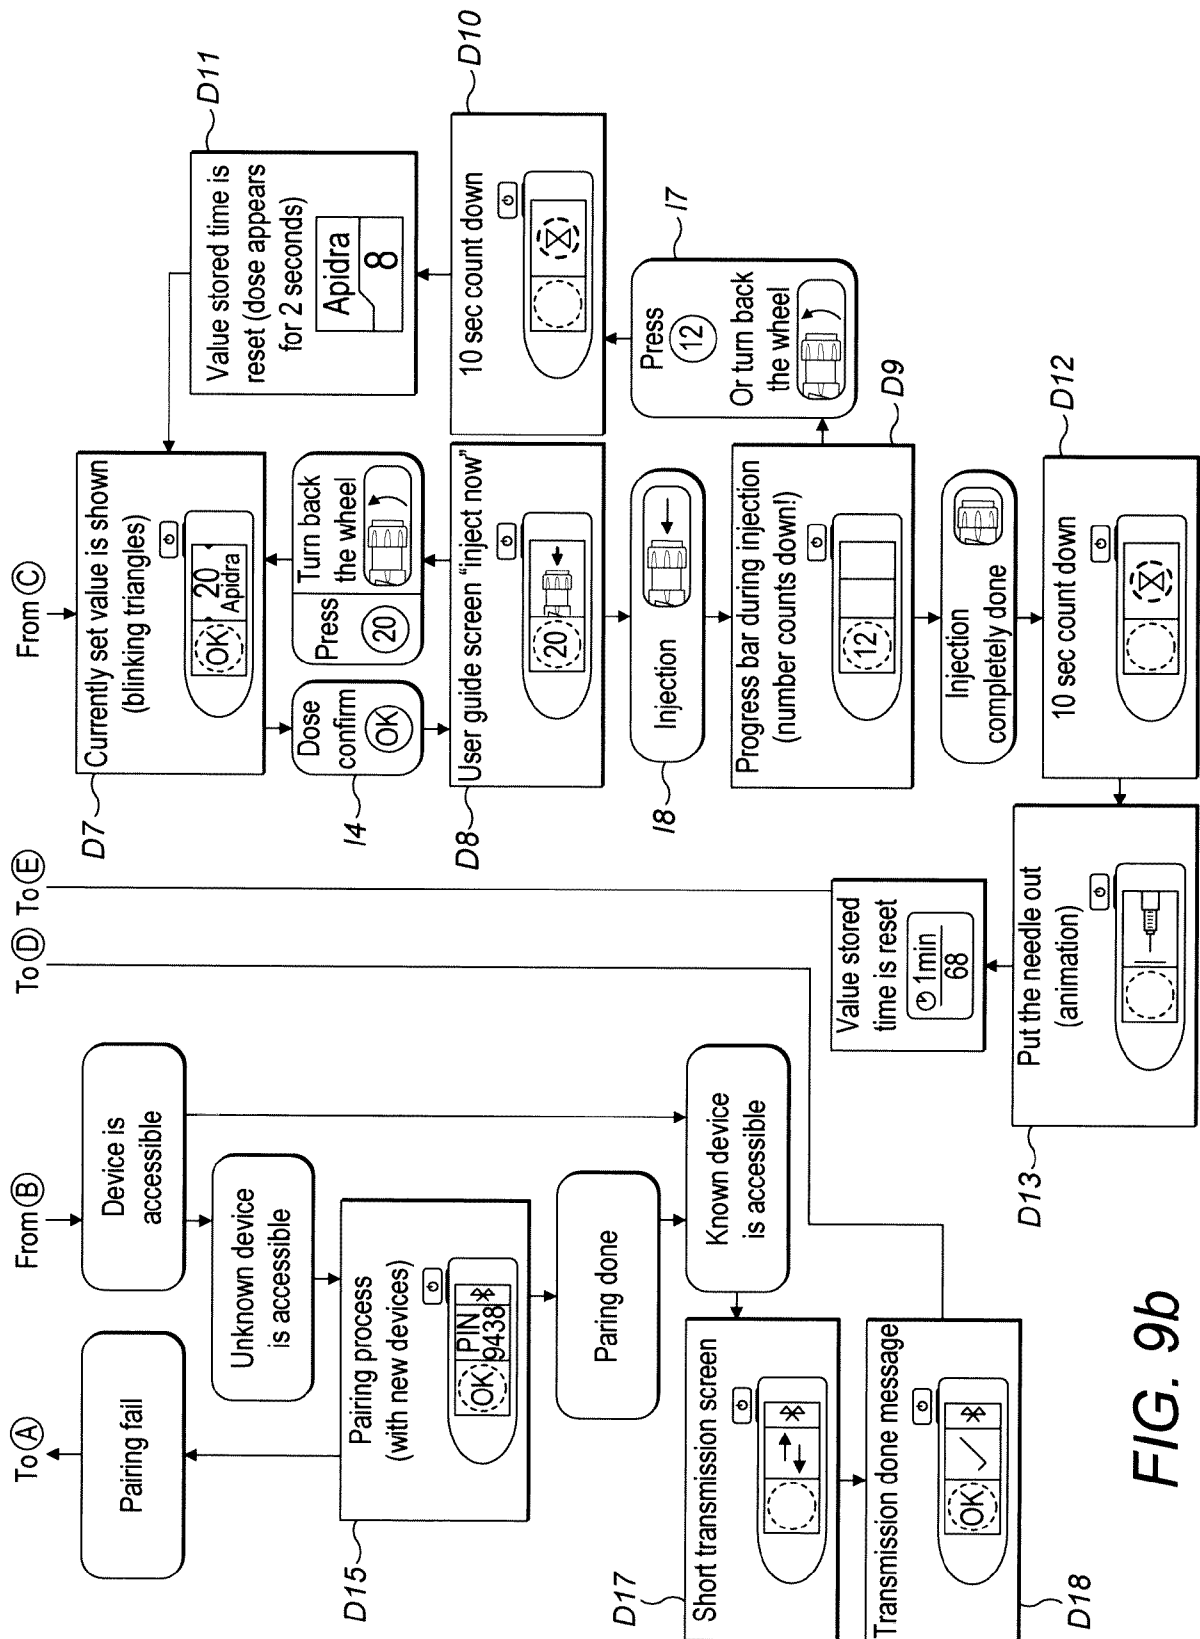 To A
From B
To D
To E
From C
Pairing fail
Device is
accessible
Unknown device
is accessible
D15
Pairing process
(with new devices)
OK
PIN
9438
Paring done
Known device
is accessible
D17
Short transmission screen
D18
Transmission done message
OK
D7
Currently set value is shown
(blinking triangles)
OK
20
Apidra
D11
Value stored time is
reset (dose appears
for 2 seconds)
Apidra
8
I4
Dose
confirm
OK
Press
20
Turn back
the wheel
D8
User guide screen “inject now”
20
D10
10 sec count down
I8
Injection
I7
Press
12
Or turn back
the wheel
D9
Progress bar during injection
(number counts down!)
12
Injection
completely done
D12
10 sec count down
D13
Put the needle out
(animation)
Value stored
time is reset
1min
68
FIG. 9b